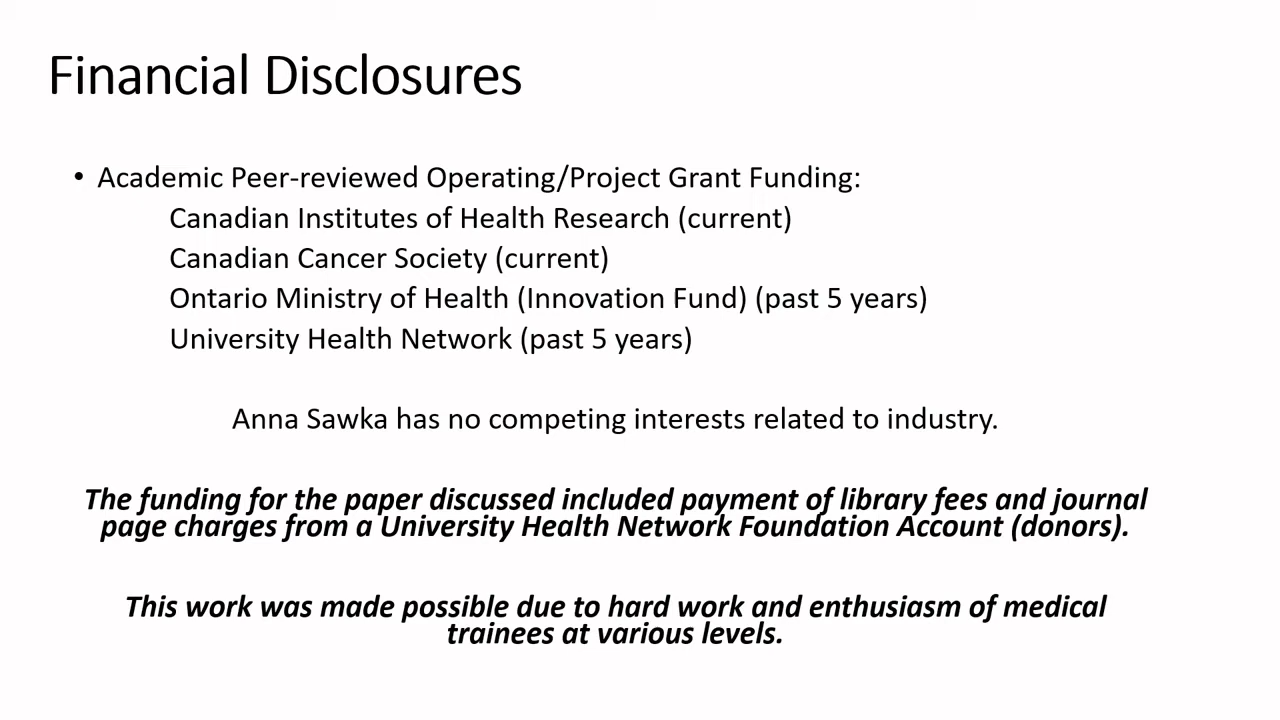 Financial Disclosures
• Academic Peer-reviewed Operating/Project Grant Funding:
Canadian Institutes of Health Research (current)
Canadian Cancer Society (current)
Ontario Ministry of Health (Innovation Fund) (past 5 years)
University Health Network (past 5 years)
Anna Sawka has no competing interests related to industry.
The funding for the paper discussed included payment of library fees and journal
page charges from a University Health Network Foundation Account (donors).
This work was made possible due to hard work and enthusiasm of medical
trainees at various levels.